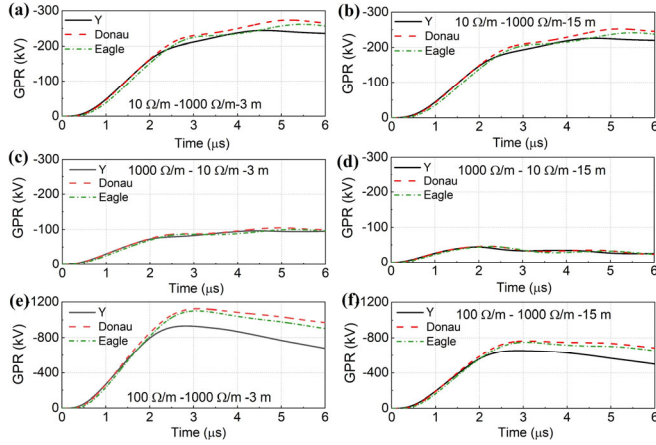 (a)
Y
Donau
Eagle
10 Ω/m -1000 Ω/m-3 m
GPR (kV)
-300
-200
-100
0
0 1 2 3 4 5 6
Time (μs)
(b)
Y
Donau
Eagle
10 Ω/m -1000 Ω/m-15 m
GPR (kV)
-300
-200
-100
0
0 1 2 3 4 5 6
Time (μs)
(c)
Y
Donau
Eagle
1000 Ω/m - 10 Ω/m -3 m
GPR (kV)
-300
-200
-100
0
0 1 2 3 4 5 6
Time (μs)
(d)
Y
Donau
Eagle
1000 Ω/m - 10 Ω/m -15 m
GPR (kV)
-300
-200
-100
0
0 1 2 3 4 5 6
Time (μs)
(e)
Y
Donau
Eagle
100 Ω/m -1000 Ω/m -3 m
GPR (kV)
-1200
-800
-400
0
0 1 2 3 4 5 6
Time (μs)
(f)
Y
Donau
Eagle
100 Ω/m - 1000 Ω/m -15 m
GPR (kV)
-1200
-800
-400
0
0 1 2 3 4 5 6
Time (μs)